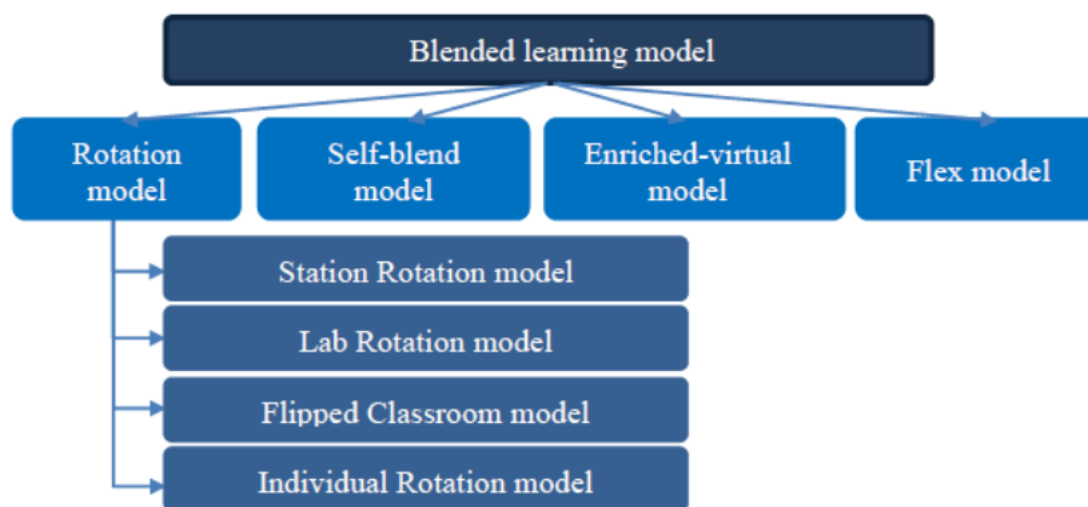 Blended learning model
Rotation
model
Self-blend
model
Enriched-virtual
model
Flex model
Station Rotation model
Lab Rotation model
Flipped Classroom model
Individual Rotation model